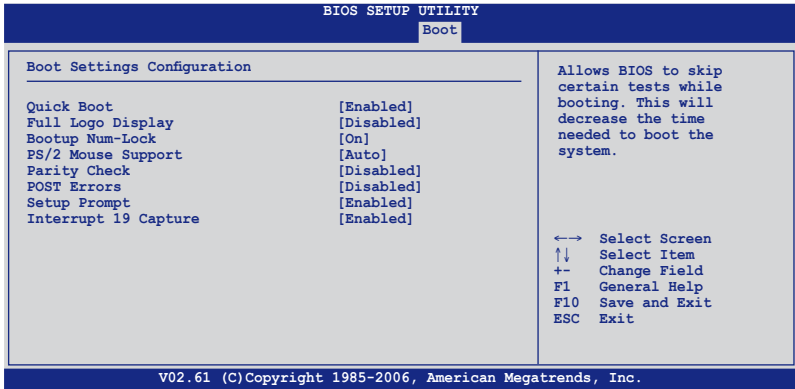 BIOS SETUP UTILITY
Boot
Boot Settings Configuration
Quick Boot [Enabled]
Full Logo Display [Disabled]
Bootup Num-Lock [On]
PS/2 Mouse Support [Auto]
Parity Check [Disabled]
POST Errors [Disabled]
Setup Prompt [Enabled]
Interrupt 19 Capture [Enabled]
Allows BIOS to skip
certain tests while
booting. This will
decrease the time
needed to boot the
system.
←→ Select Screen
↑↓ Select Item
+- Change Field
F1 General Help
F10 Save and Exit
ESC Exit
V02.61 (C)Copyright 1985-2006, American Megatrends, Inc.